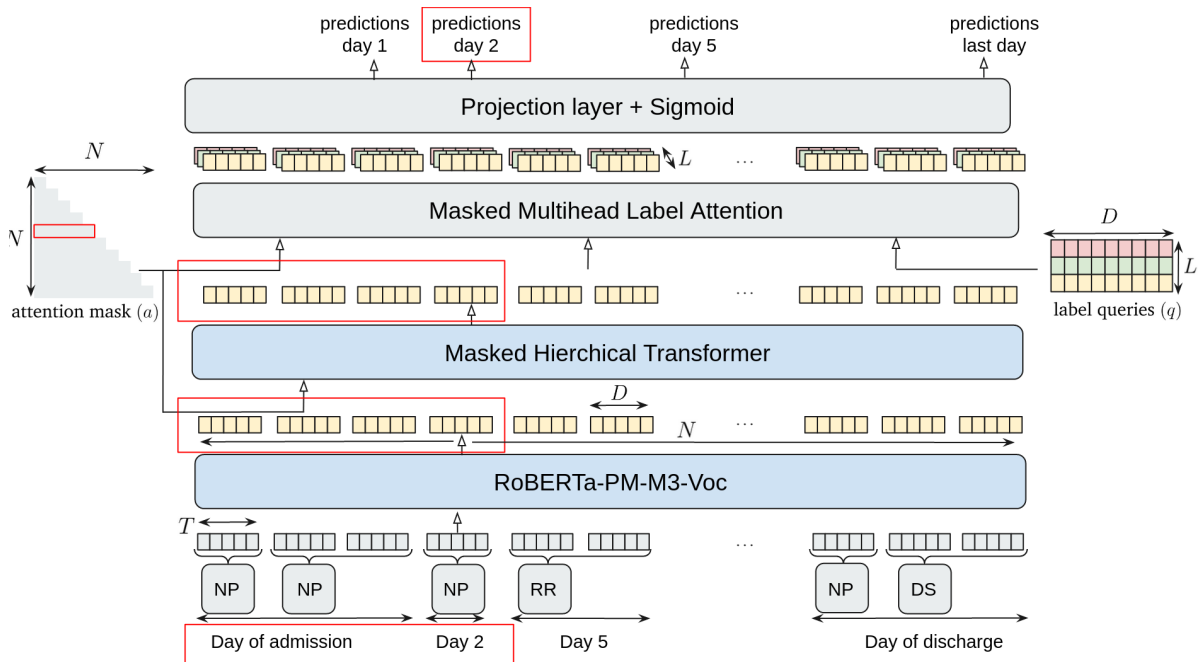 predictions day 1
predictions day 2
predictions day 5
predictions last day
Projection layer + Sigmoid
N
L
...
Masked Multihead Label Attention
N
attention mask (a)
D
L
label queries (q)
...
Masked Hierchical Transformer
D
N
...
RoBERTa-PM-M3-Voc
T
...
NP
NP
NP
RR
NP
DS
Day of admission
Day 2
Day 5
Day of discharge